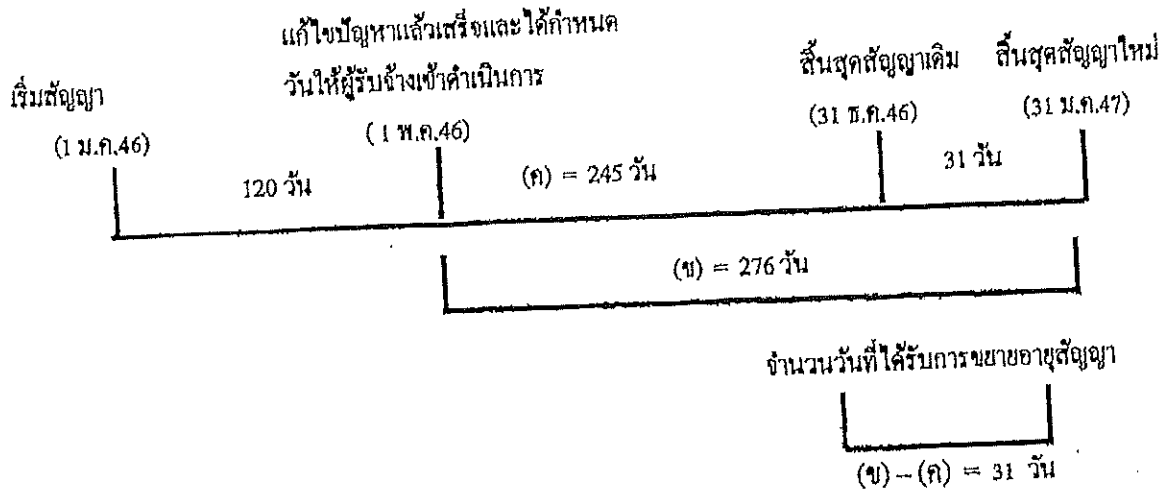 แก้ไขปัญหาแล้วเสร็จและได้กำหนด
วันให้ผู้รับจ้างเข้าดำเนินการ
เริ่มสัญญา
(1 ม.ค.46)
(1 พ.ค.46)
สิ้นสุดสัญญาเดิม
(31 ธ.ค.46)
สิ้นสุดสัญญาใหม่
(31 ม.ค.47)
120 วัน
(ค) = 245 วัน
31 วัน
(ข) = 276 วัน
จำนวนวันที่ได้รับการขยายอายุสัญญา
(ข) – (ค) = 31 วัน